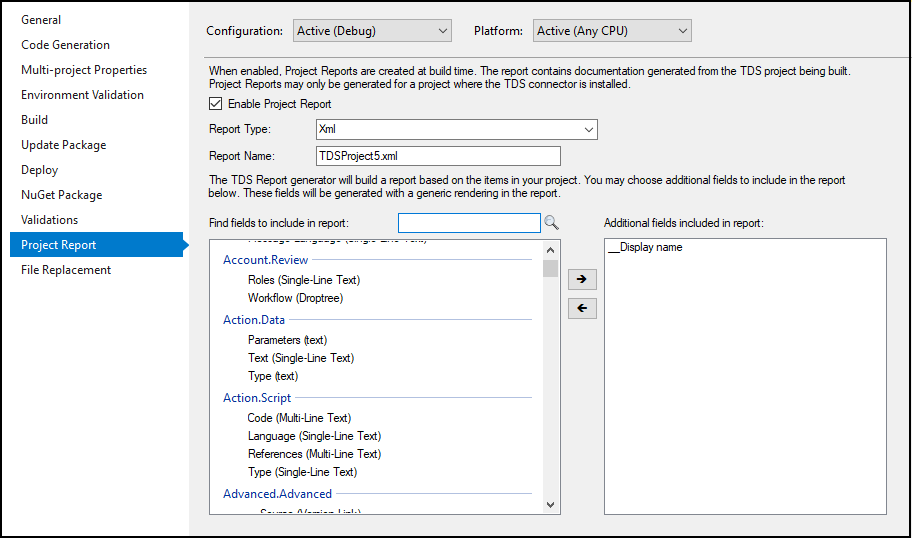 General
Code Generation
Multi-project Properties
Environment Validation
Build
Update Package
Deploy
NuGet Package
Validations
Project Report
File Replacement
Configuration: Active (Debug) Platform: Active (Any CPU)
When enabled, Project Reports are created at build time. The report contains documentation generated from the TDS project being built.
Project Reports may only be generated for a project where the TDS connector is installed.
Enable Project Report
Report Type: Xml
Report Name: TDSProject5.xml
The TDS Report generator will build a report based on the items in your project. You may choose additional fields to include in the report
below. These fields will be generated with a generic rendering in the report.
Find fields to include in report:
Message Language (Single-Line Text)
Account.Review
Roles (Single-Line Text)
Workflow (Droptree)
Action.Data
Parameters (text)
Text (Single-Line Text)
Type (text)
Action.Script
Code (Multi-Line Text)
Language (Single-Line Text)
References (Multi-Line Text)
Type (Single-Line Text)
Advanced.Advanced
Source (Version Link)
Additional fields included in report:
__Display name